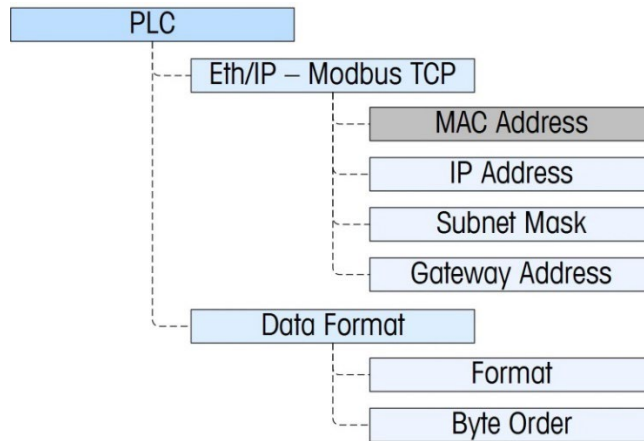 PLC
Eth/IP – Modbus TCP
MAC Address
IP Address
Subnet Mask
Gateway Address
Data Format
Format
Byte Order